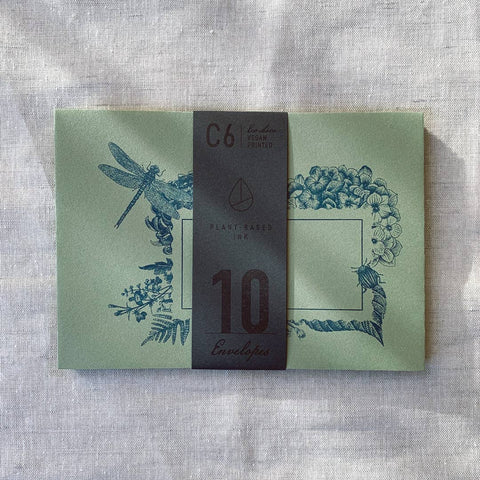 C6
VEGAN
PRINTED
PLANT-BASED
INK
10
Envelopes